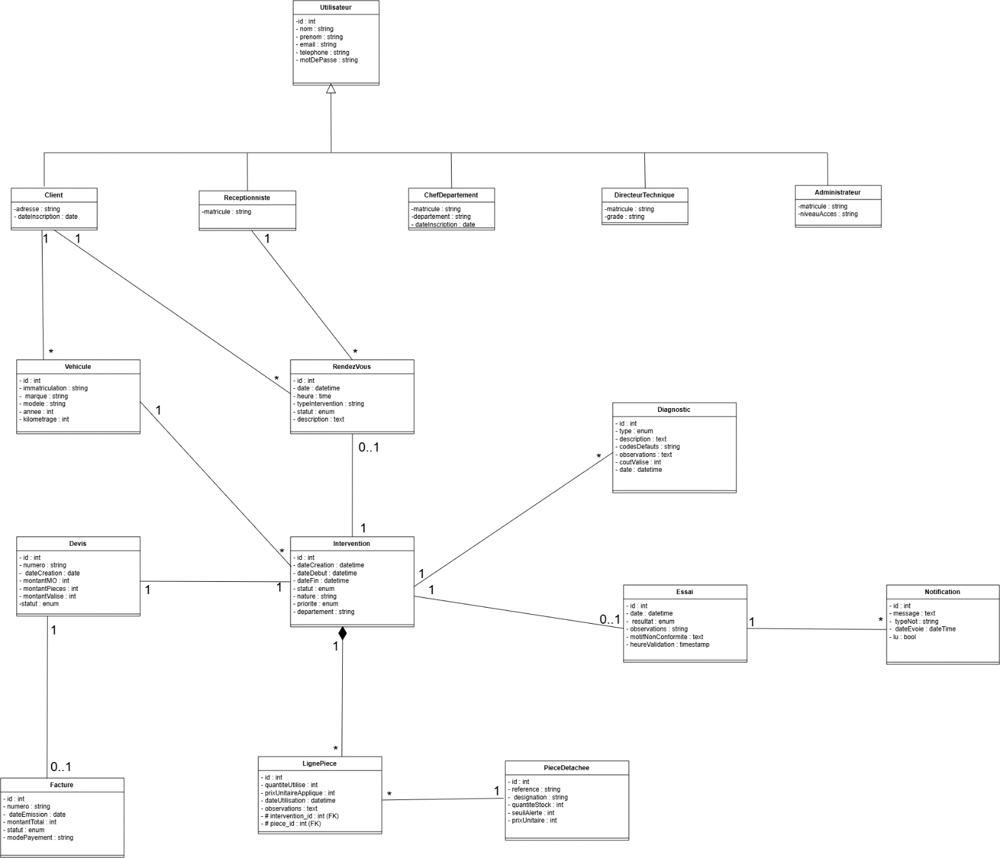 Utilisateur
-id : int
- nom : string
- prenom : string
- email : string
- telephone : string
- motDePasse : string
Client
-adresse : string
- dateInscription : date
1
1
Receptionniste
-matricule : string
1
ChefDepartement
-matricule : string
-departement : string
- dateInscription : date
DirecteurTechnique
-matricule : string
-grade : string
Administrateur
-matricule : string
-niveauAcces : string
*
*
*
Vehicule
- id : int
- immatriculation : string
-  marque : string
- modele : string
- annee : int
- kilometrage : int
1
RendezVous
- id : int
- date : datetime
- heure : time
- typeIntervention : string
- statut : enum
- description : text
0..1
1
Diagnostic
- id : int
- type : enum
- description : text
- codesDefauts : string
- observations : text
- coutValise : int
- date : datetime
*
Devis
- id : int
- numero : string
-  dateCreation : date
- montantMO : int
- montantPieces : int
- montantValise : int
-statut : enum
1
1
*
1
Intervention
- id : int
- dateCreation : datetime
- dateDebut : datetime
- dateFin : datetime
- statut : enum
- nature : string
- priorite : enum
- departement : string
1
1
1
0..1
Essai
- id : int
- date : datetime
-  resultat : enum
- observations : string
- motifNonConformite : text
- heureValidation : timestamp
1
*
Notification
- id : int
- message : text
-  typeNot : string
-  dateEvoie : dateTime
- lu : bool
*
0..1
Facture
- id : int
- numero : string
-  dateEmission : date
- montantTotal : int
- statut : enum
- modePayement : string
LignePiece
- id : int
- quantiteUtilise : int
- prixUnitaireApplique : int
- dateUtilisation : datetime
- observations : text
- # intervention_id : int (FK)
- # piece_id : int (FK)
*
1
PieceDetachee
- id : int
- reference : string
-  designation : string
- quantiteStock : int
- seuilAlerte : int
- prixUnitaire : int